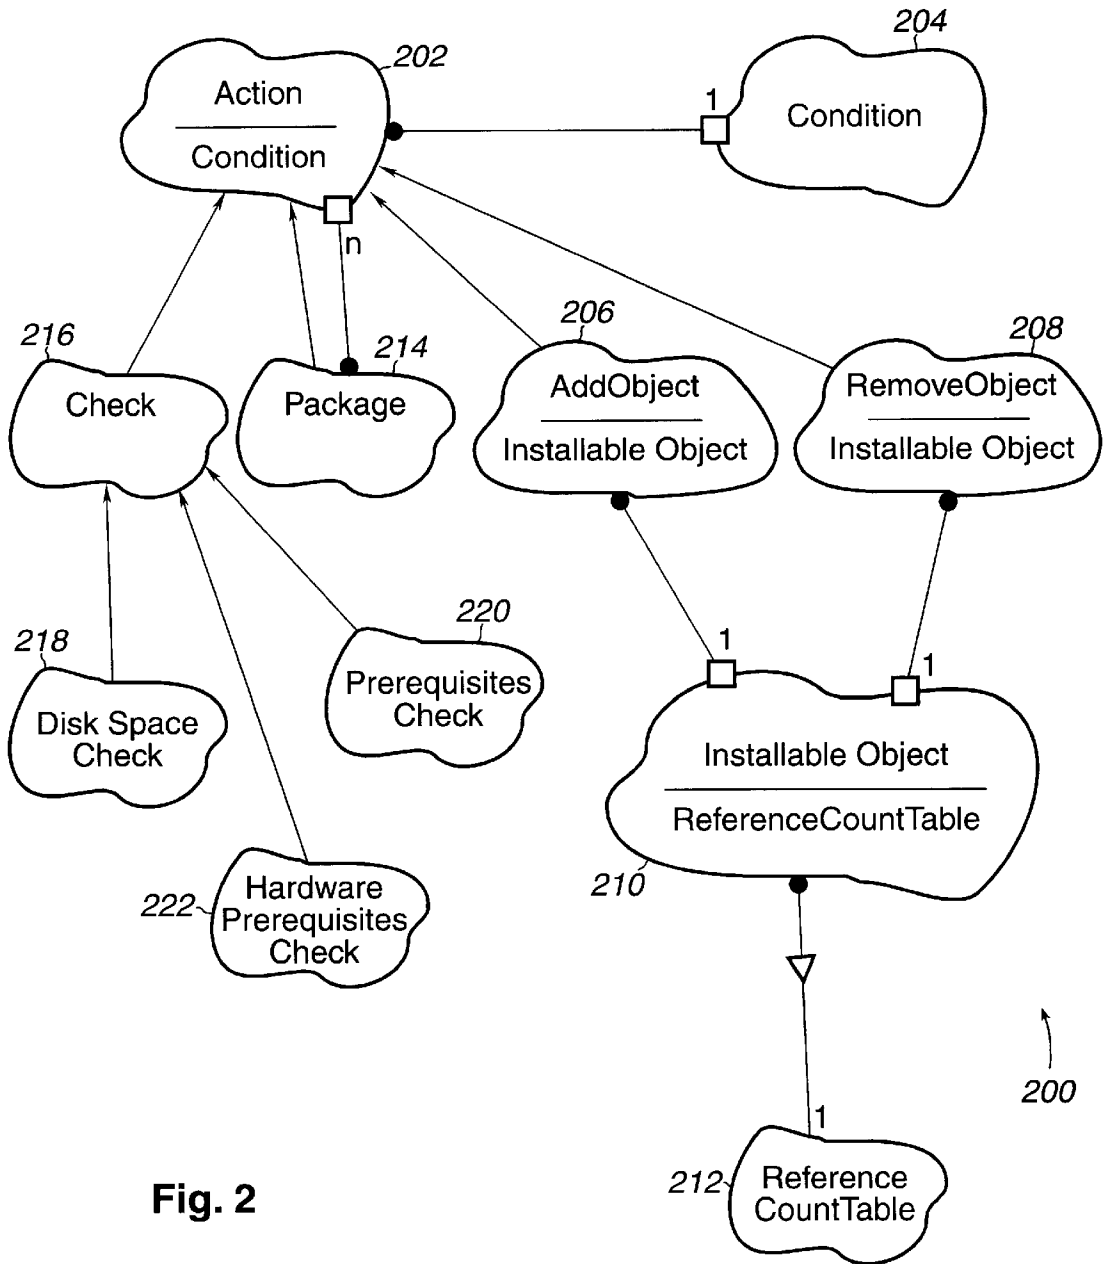 202
Action
Condition
204
1
Condition
n
216
Check
214
Package
206
AddObject
Installable Object
208
RemoveObject
Installable Object
218
Disk Space
Check
220
Prerequisites
Check
222
Hardware
Prerequisites
Check
1
1
Installable Object
ReferenceCountTable
210
200
1
212
Reference
CountTable
Fig. 2